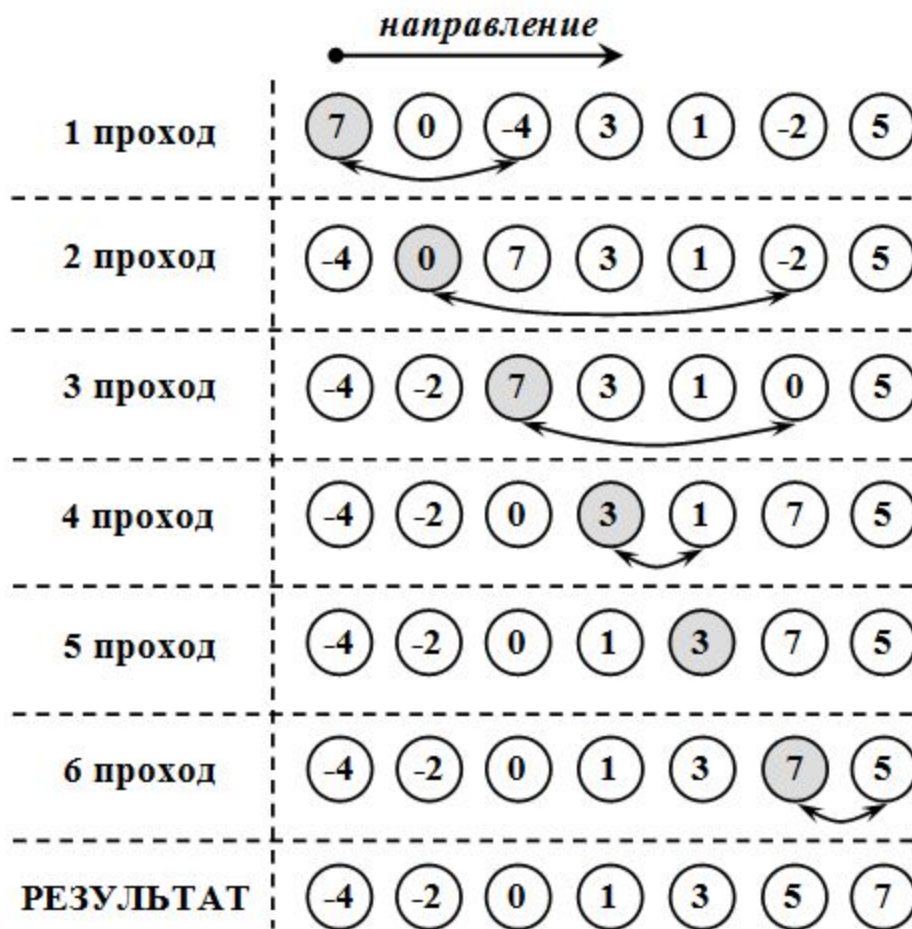 направление
1 проход 7 0 -4 3 1 -2 5
2 проход -4 0 7 3 1 -2 5
3 проход -4 -2 7 3 1 0 5
4 проход -4 -2 0 3 1 7 5
5 проход -4 -2 0 1 3 7 5
6 проход -4 -2 0 1 3 7 5
РЕЗУЛЬТАТ -4 -2 0 1 3 5 7